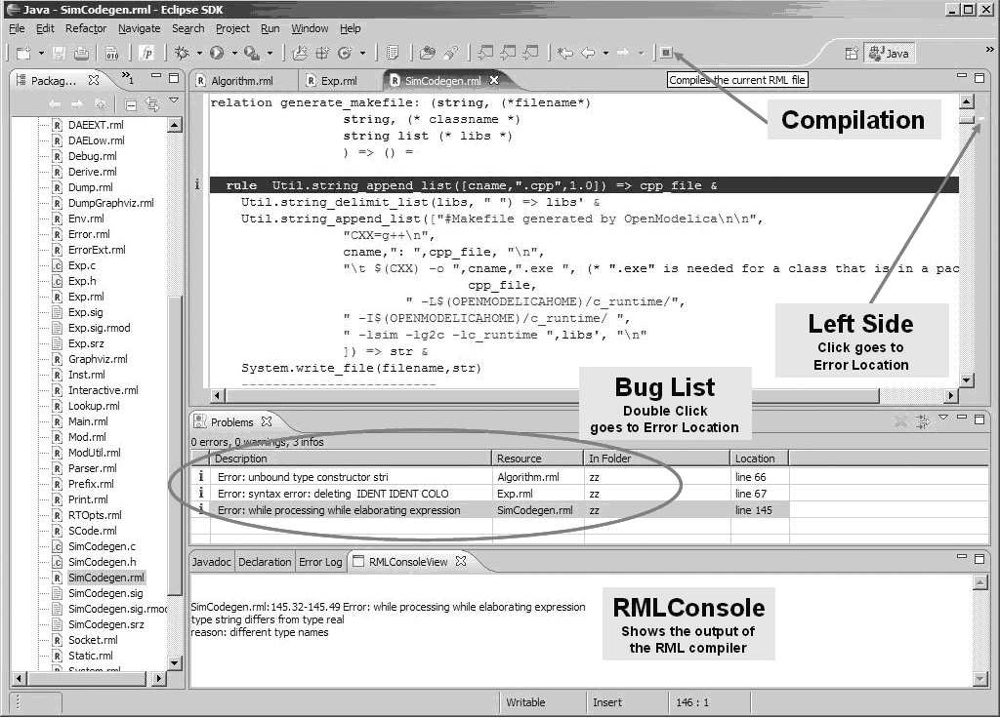 Java - SimCodegen.rml - Eclipse SDK
File Edit Refactor Navigate Search Project Run Window Help
Java
Packag...
1
Algorithm.rml
Exp.rml
SimCodegen.rml
Compiles the current RML file
DAEEXT.rml
DAELow.rml
Debug.rml
Derive.rml
Dump.rml
DumpGraphviz.rml
Env.rml
Error.rml
ErrorExt.rml
Exp.c
Exp.h
Exp.rml
Exp.sig
Exp.sig.rmod
Exp.srz
Graphviz.rml
Inst.rml
Interactive.rml
Lookup.rml
Main.rml
Mod.rml
ModUtil.rml
Parser.rml
Prefix.rml
Print.rml
RTOpts.rml
SCode.rml
SimCodegen.c
SimCodegen.h
SimCodegen.rml
SimCodegen.sig
SimCodegen.sig.rmod
SimCodegen.srz
Socket.rml
Static.rml
System.rml
relation generate_makefile: (string, (*filename*)
string, (* classname *)
string list (* libs *)
) => () =
rule Util.string_append_list([cname,".cpp",1.0]) => cpp_file &
Util.string_delimit_list(libs, " ") => libs' &
Util.string_append_list(["#Makefile generated by OpenModelica\n\n",
"CXX=g++\n",
cname,": ",cpp_file, "\n",
"\t $(CXX) -o ",cname,".exe ", (* ".exe" is needed for a class that is in a pac
cpp_file,
" -L$(OPENMODELICAHOME)/c_runtime/",
" -I$(OPENMODELICAHOME)/c_runtime/ ",
" -lsim -lg2c -lc_runtime ",libs', "\n"
]) => str &
System.write_file(filename,str)
-------------------------
Compilation
Left Side
Click goes to
Error Location
Bug List
Double Click
goes to Error Location
Problems
0 errors, 0 warnings, 3 infos
Description Resource In Folder Location
Error: unbound type constructor stri Algorithm.rml zz line 66
Error: syntax error: deleting IDENT IDENT COLO Exp.rml zz line 67
Error: while processing while elaborating expression SimCodegen.rml zz line 145
Javadoc Declaration Error Log RMLConsoleView
SimCodegen.rml:145.32-145.49 Error: while processing while elaborating expression
type string differs from type real
reason: different type names
RMLConsole
Shows the output of
the RML compiler
Writable Insert 146 : 1